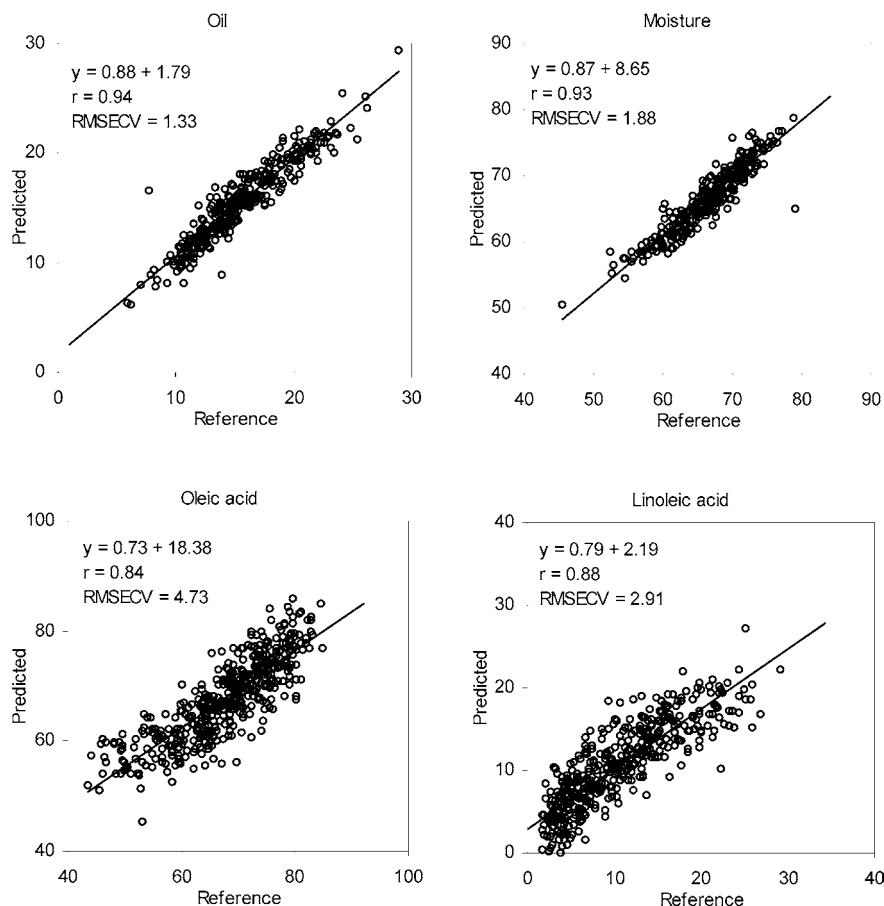 Oil
30
y = 0.88 + 1.79
r = 0.94
RMSECV = 1.33
20
Predicted
10
0
0 10 20 30
Reference
Moisture
90
y = 0.87 + 8.65
r = 0.93
80
RMSECV = 1.88
70
Predicted
60
50
40
40 50 60 70 80 90
Reference
Oleic acid
100
y = 0.73 + 18.38
r = 0.84
RMSECV = 4.73
80
Predicted
60
40
40 60 80 100
Reference
Linoleic acid
40
y = 0.79 + 2.19
r = 0.88
RMSECV = 2.91
30
Predicted
20
10
0
0 10 20 30 40
Reference